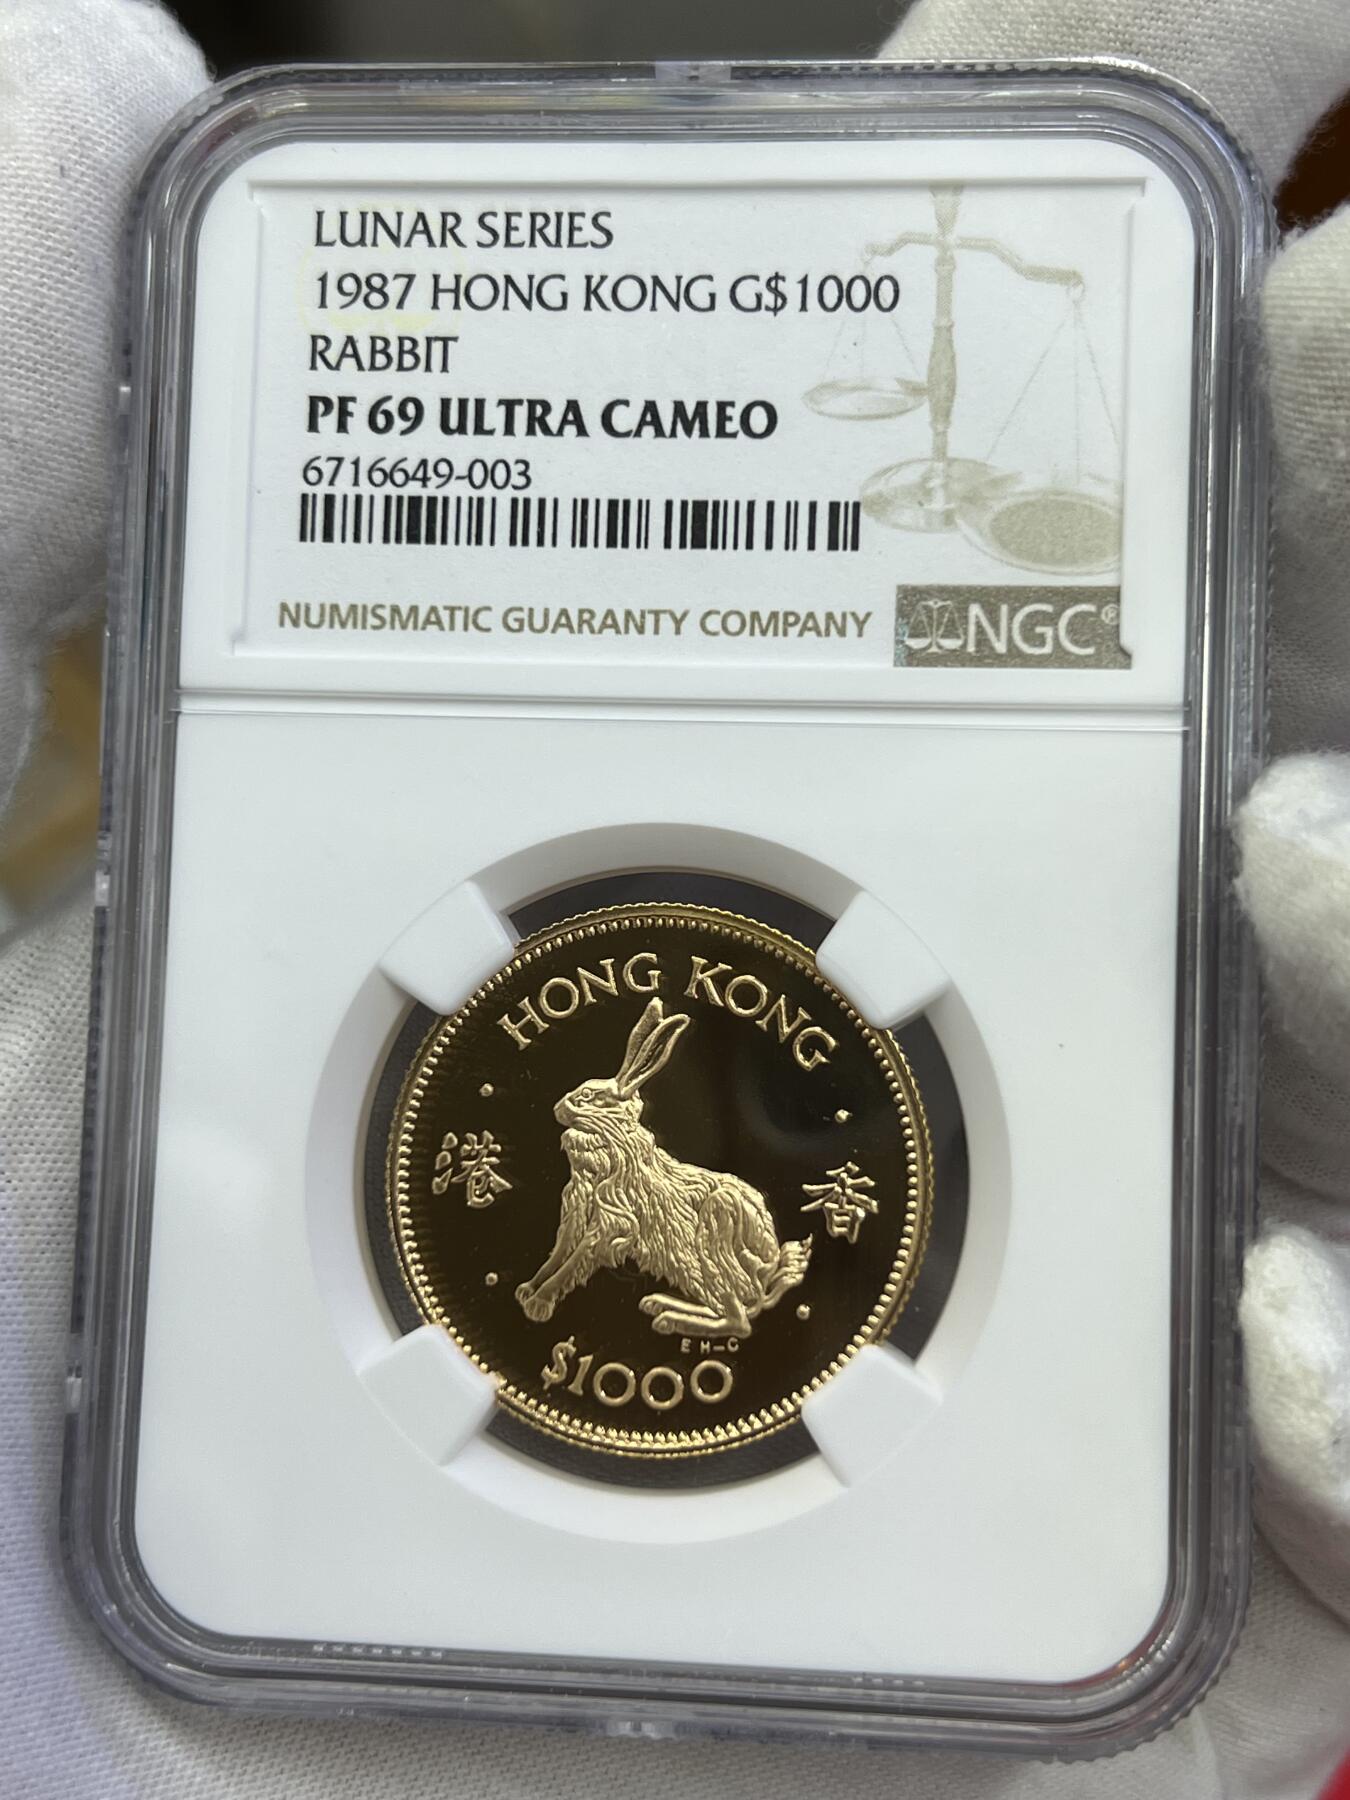 LUNAR SERIES
1987 HONG KONG G$1000
RABBIT
PF 69 ULTRA CAMEO
6716649-003
NUMISMATIC GUARANTY COMPANY
NGC®
HONG KONG
港 香
E H–C
$1000